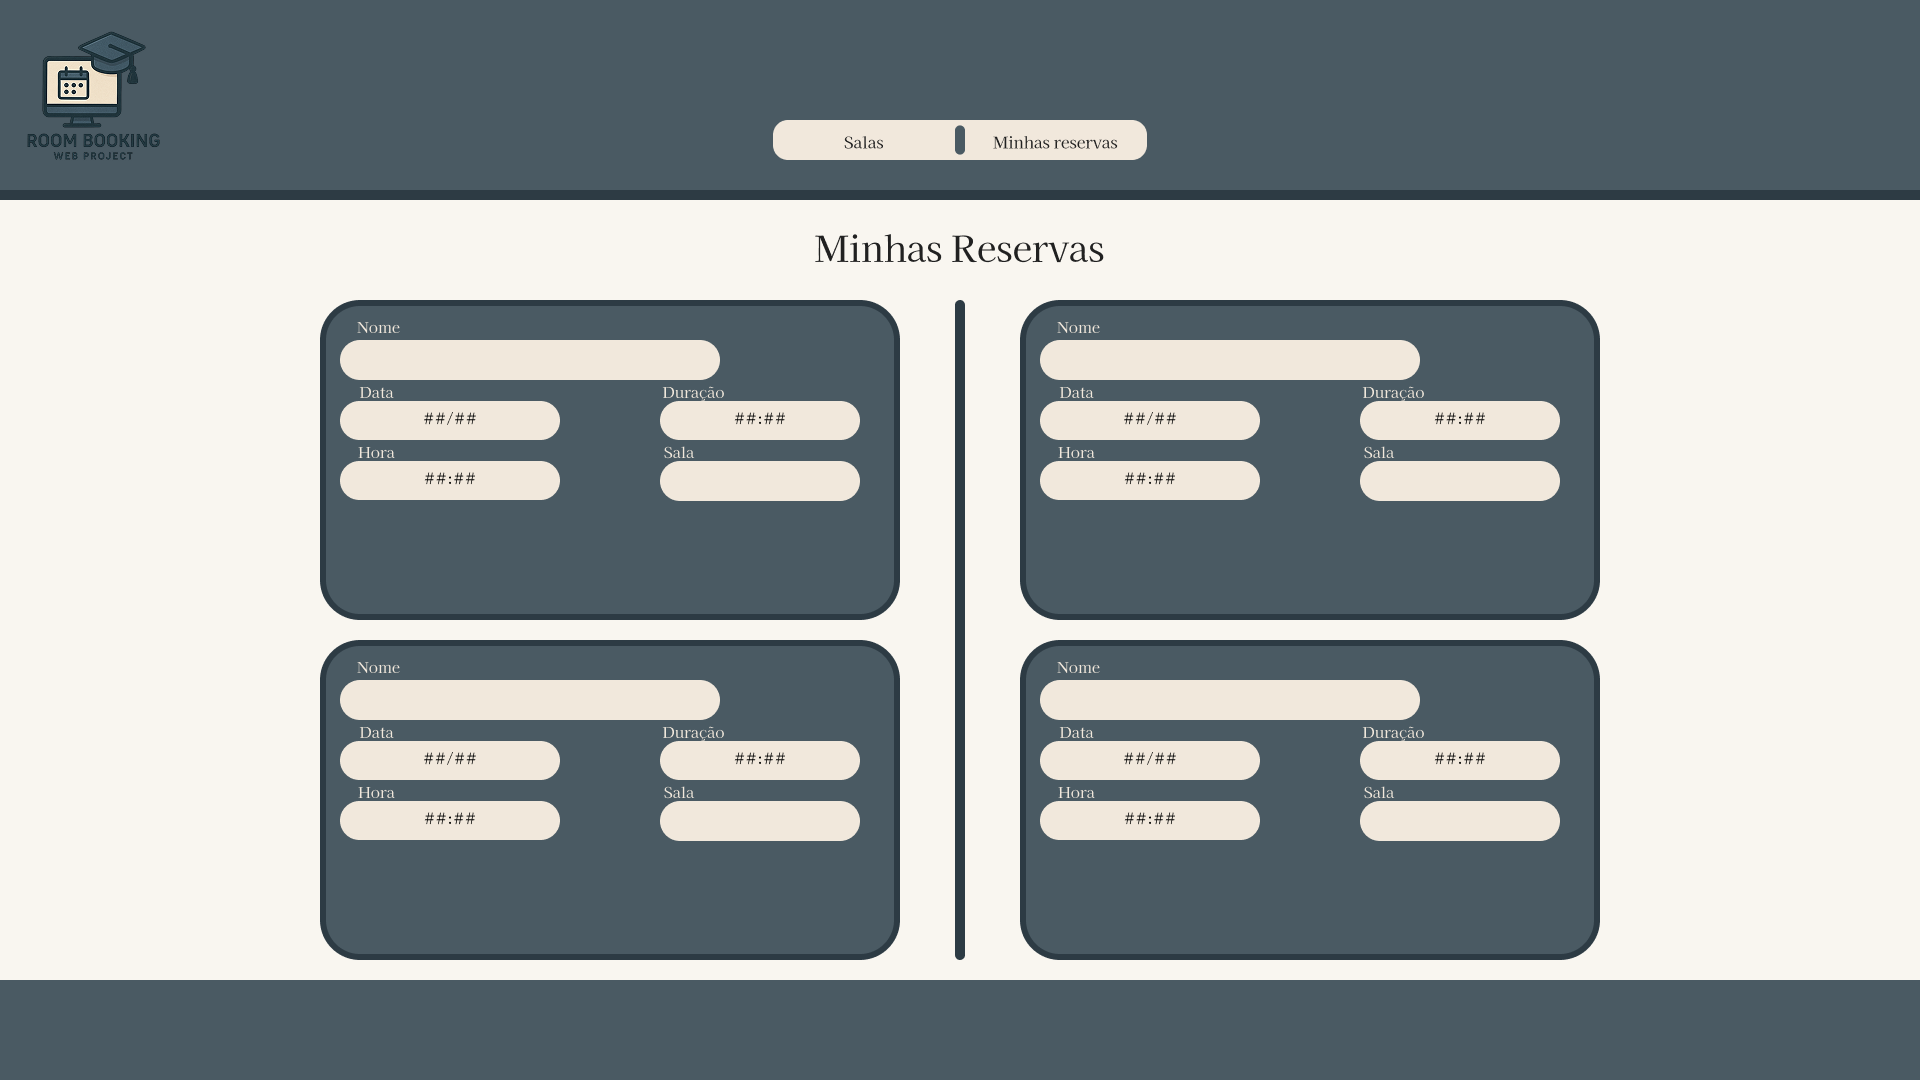 ROOM BOOKING
WEB PROJECT
Salas
Minhas reservas
Minhas Reservas
Nome
Data
Duração
##/##
##:##
Hora
Sala
##:##
Nome
Data
Duração
##/##
##:##
Hora
Sala
##:##
Nome
Data
Duração
##/##
##:##
Hora
Sala
##:##
Nome
Data
Duração
##/##
##:##
Hora
Sala
##:##